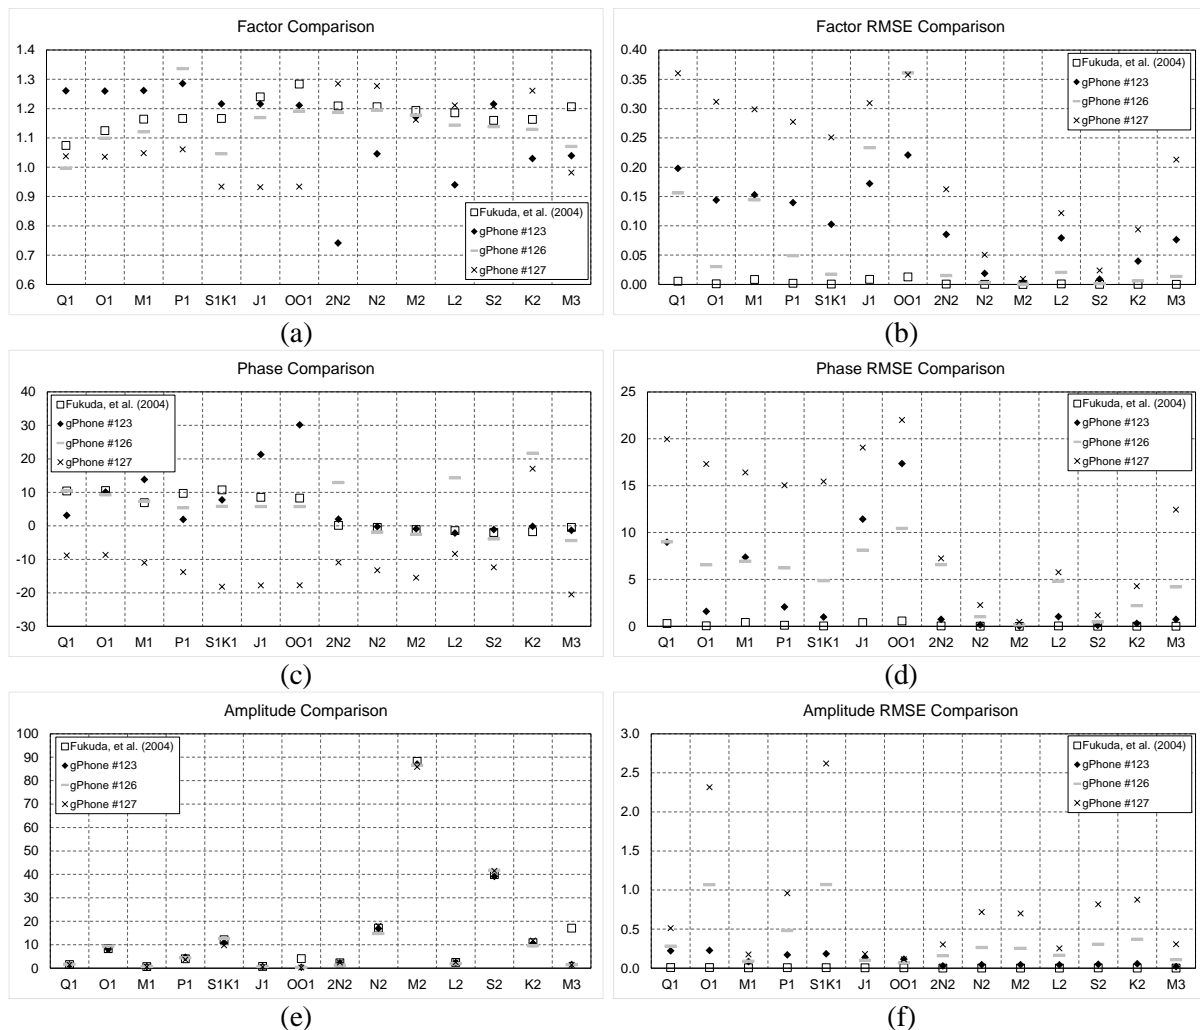 Factor Comparison
1.4
1.3
1.2
1.1
1.0
0.9
0.8
0.7
0.6
Fukuda, et al. (2004)
gPhone #123
gPhone #126
gPhone #127
Q1 O1 M1 P1 S1K1 J1 OO1 2N2 N2 M2 L2 S2 K2 M3
(a)
Factor RMSE Comparison
0.40
0.35
0.30
0.25
0.20
0.15
0.10
0.05
0.00
Fukuda, et al. (2004)
gPhone #123
gPhone #126
gPhone #127
Q1 O1 M1 P1 S1K1 J1 OO1 2N2 N2 M2 L2 S2 K2 M3
(b)
Phase Comparison
40
30
20
10
0
-10
-20
-30
Fukuda, et al. (2004)
gPhone #123
gPhone #126
gPhone #127
Q1 O1 M1 P1 S1K1 J1 OO1 2N2 N2 M2 L2 S2 K2 M3
(c)
Phase RMSE Comparison
25
20
15
10
5
0
Fukuda, et al. (2004)
gPhone #123
gPhone #126
gPhone #127
Q1 O1 M1 P1 S1K1 J1 OO1 2N2 N2 M2 L2 S2 K2 M3
(d)
Amplitude Comparison
100
90
80
70
60
50
40
30
20
10
0
Fukuda, et al. (2004)
gPhone #123
gPhone #126
gPhone #127
Q1 O1 M1 P1 S1K1 J1 OO1 2N2 N2 M2 L2 S2 K2 M3
(e)
Amplitude RMSE Comparison
3.0
2.5
2.0
1.5
1.0
0.5
0.0
Fukuda, et al. (2004)
gPhone #123
gPhone #126
gPhone #127
Q1 O1 M1 P1 S1K1 J1 OO1 2N2 N2 M2 L2 S2 K2 M3
(f)